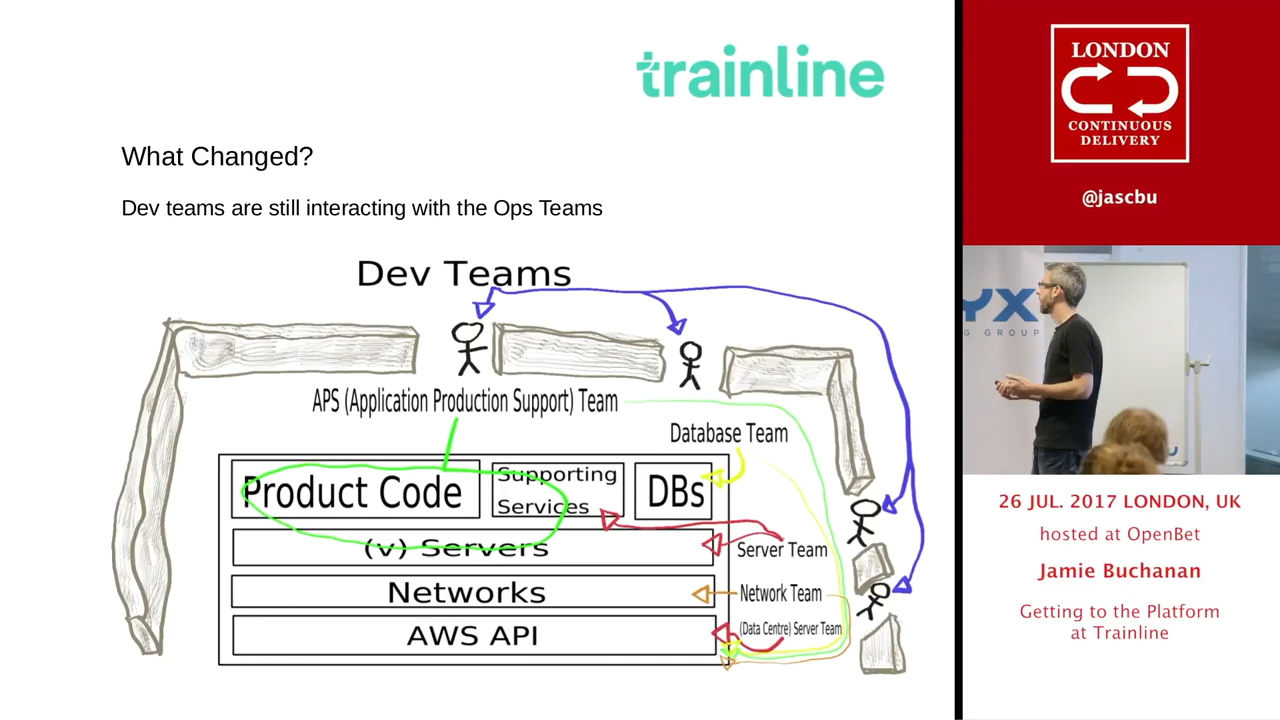 trainline
What Changed?
Dev teams are still interacting with the Ops Teams
Dev Teams
APS (Application Production Support) Team
Database Team
Product Code
Supporting
Services
DBs
(v) Servers
Server Team
Networks
Network Team
AWS API
(Data Centre) Server Team
LONDON
CONTINUOUS
DELIVERY
@jascbu
YX
G GROUP
26 JUL. 2017 LONDON, UK
hosted at OpenBet
Jamie Buchanan
Getting to the Platform
at Trainline